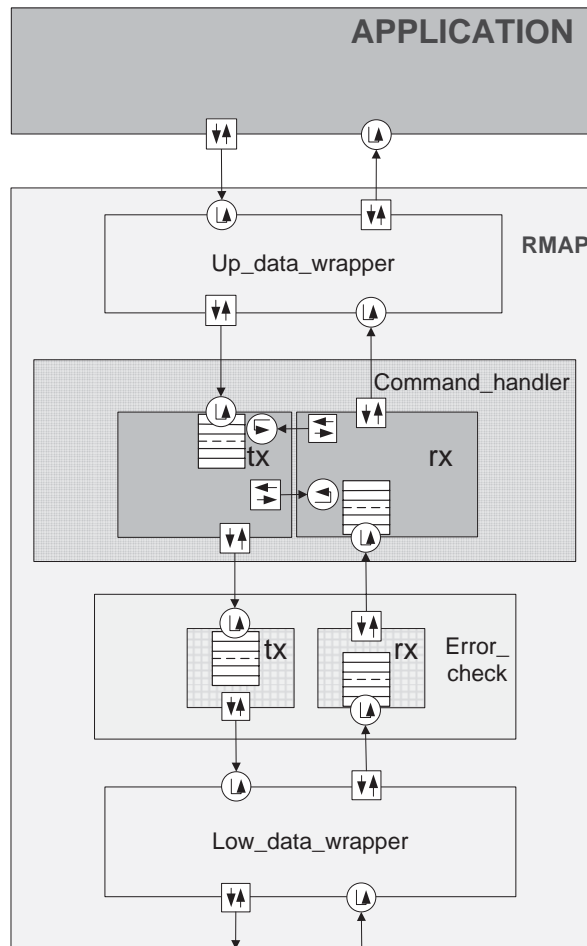 APPLICATION
RMAP
Up_data_wrapper
Command_handler
tx
rx
tx
rx
Error_
check
Low_data_wrapper